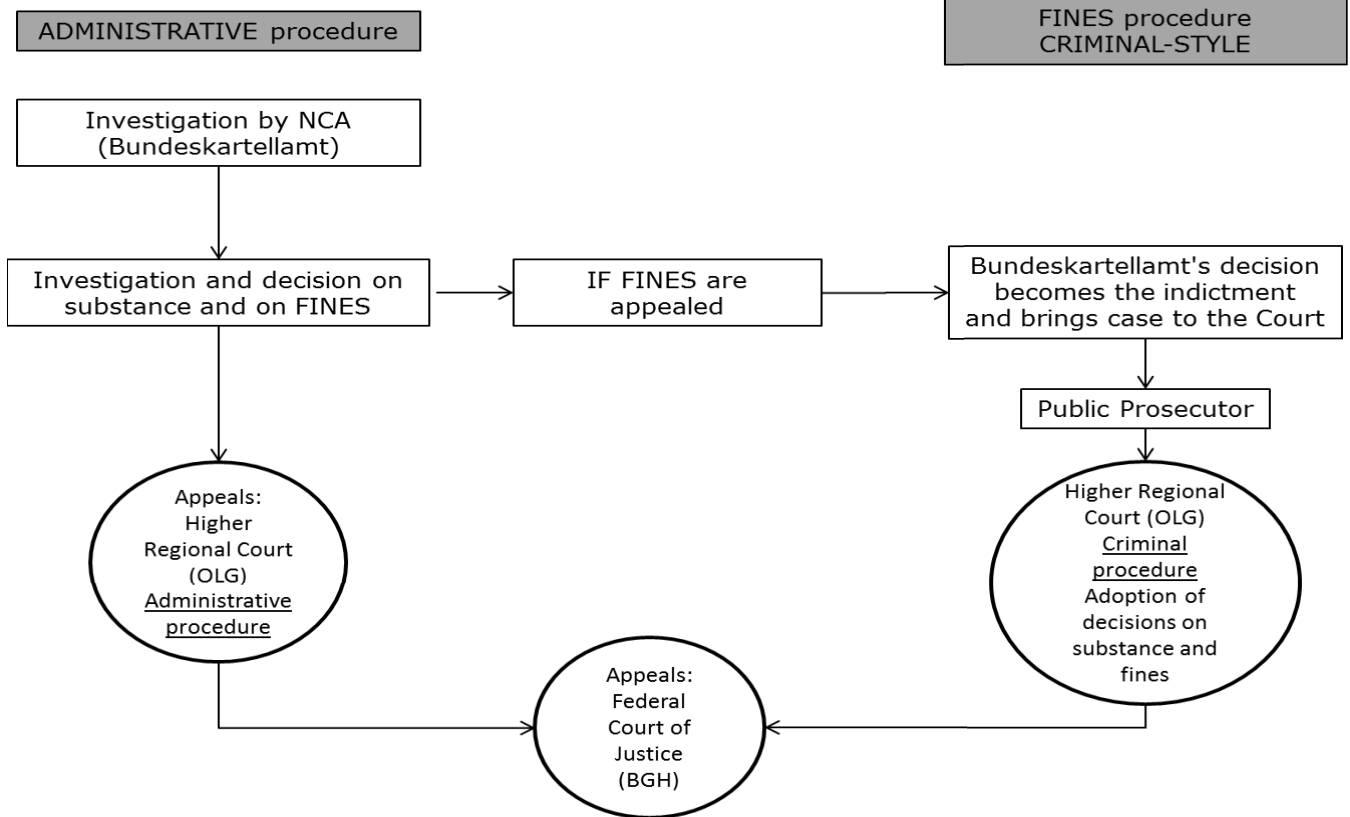 ADMINISTRATIVE procedure
FINES procedure
CRIMINAL-STYLE
Investigation by NCA
(Bundeskartellamt)
Investigation and decision on
substance and on FINES
IF FINES are
appealed
Bundeskartellamt's decision
becomes the indictment
and brings case to the Court
Public Prosecutor
Appeals:
Higher
Regional Court
(OLG)
Administrative
procedure
Higher Regional
Court (OLG)
Criminal
procedure
Adoption of
decisions on
substance and
fines
Appeals:
Federal
Court of
Justice
(BGH)